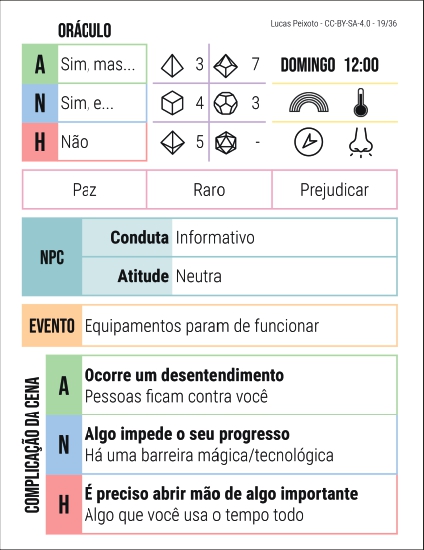 Lucas Peixoto - CC-BY-SA-4.0 - 19/36
ORÁCULO
A Sim, mas...
N Sim, e...
H Não
3 7
4 3
5 -
DOMINGO 12:00
Paz Raro Prejudicar
NPC
Conduta Informativo
Atitude Neutra
EVENTO Equipamentos param de funcionar
COMPLICAÇÃO DA CENA
A
Ocorre um desentendimento
Pessoas ficam contra você
N
Algo impede o seu progresso
Há uma barreira mágica/tecnológica
H
É preciso abrir mão de algo importante
Algo que você usa o tempo todo